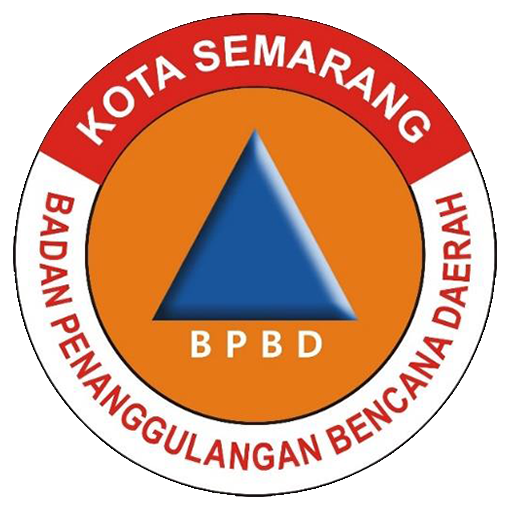 KOTA SEMARANG
BPBD
BADAN PENANGGULANGAN BENCANA DAERAH